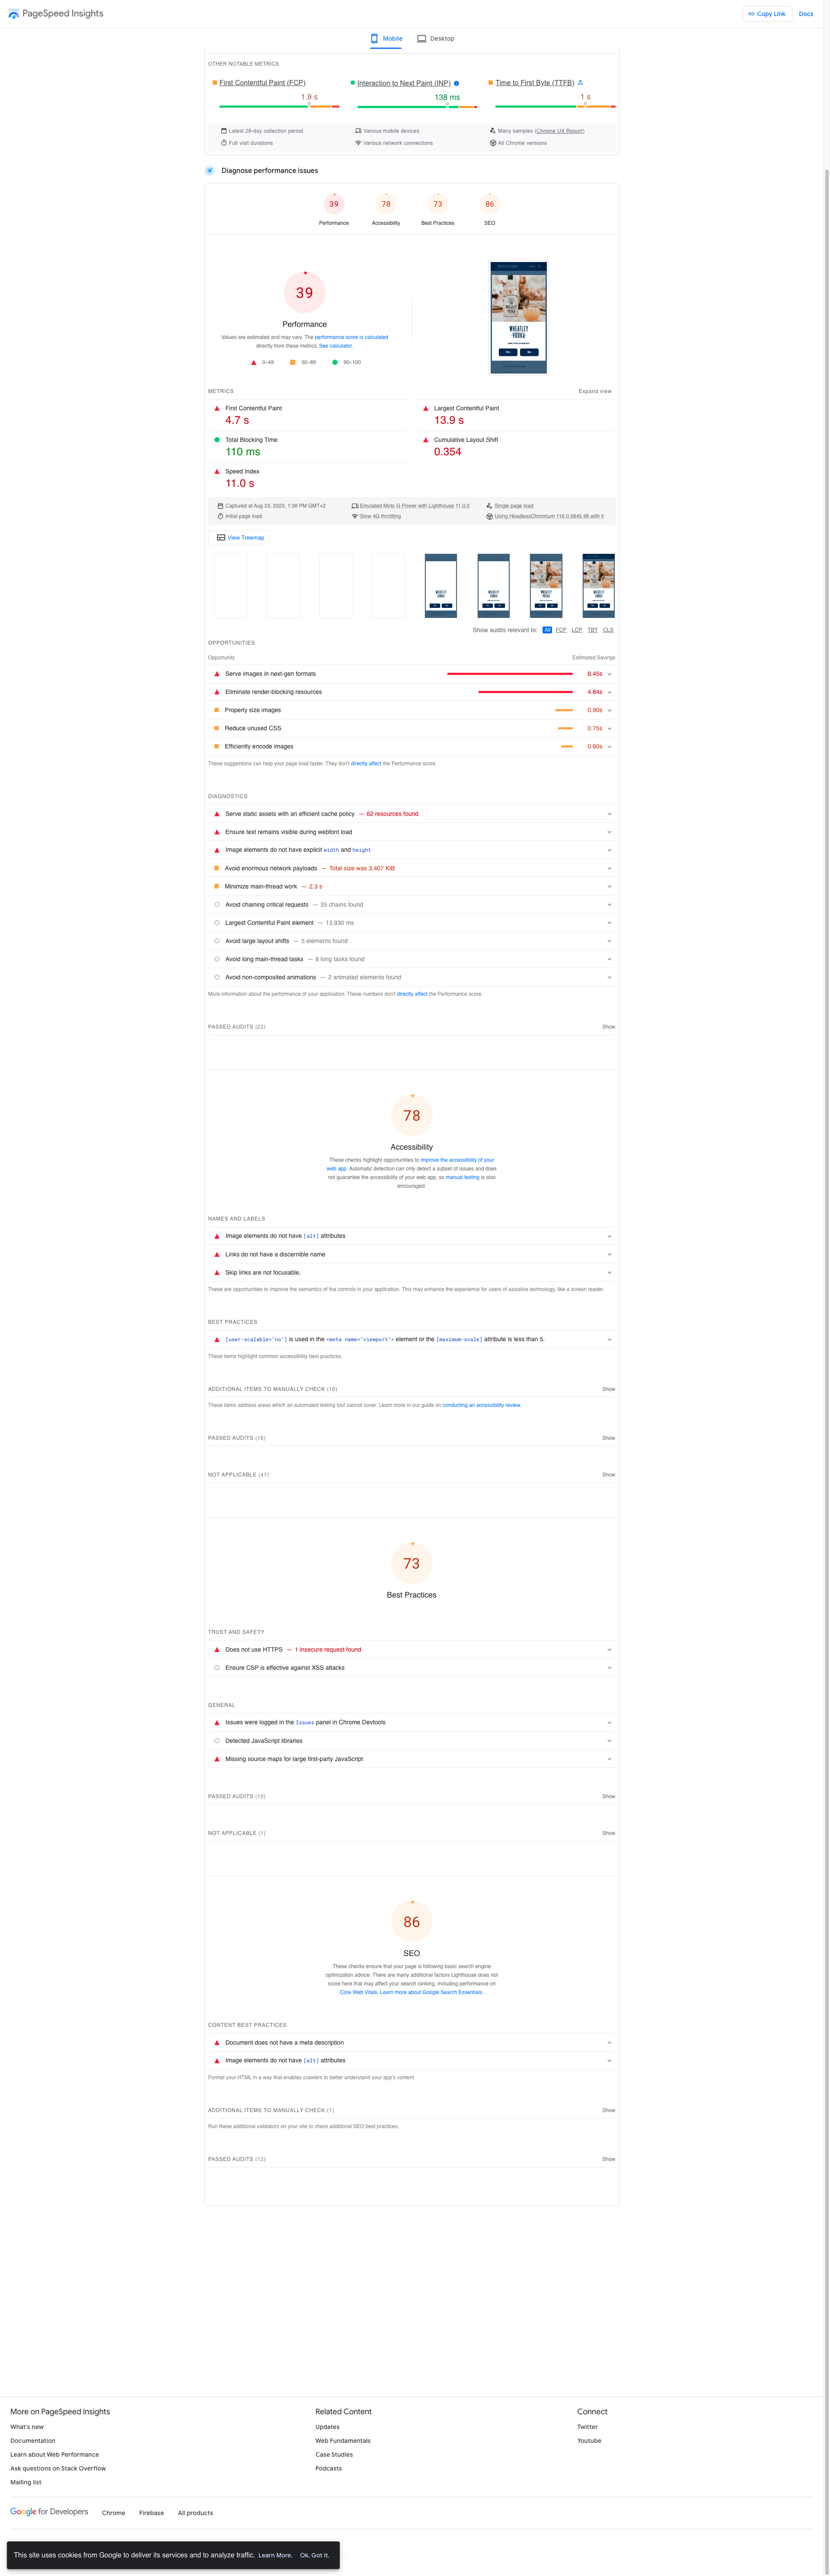 PageSpeed Insights
Copy Link
Docs
Mobile
Desktop
OTHER NOTABLE METRICS
First Contentful Paint (FCP)
1.9 s
Interaction to Next Paint (INP)
138 ms
Time to First Byte (TTFB)
1 s
Latest 28-day collection period
Various mobile devices
Many samples (Chrome UX Report)
Full visit durations
Various network connections
All Chrome versions
Diagnose performance issues
39
78
73
86
Performance
Accessibility
Best Practices
SEO
39
Performance
Values are estimated and may vary. The performance score is calculated
directly from these metrics. See calculator.
0–49
50–89
90–100
WHEATLEY
VODKA
Yes
No
METRICS
Expand view
First Contentful Paint
4.7 s
Largest Contentful Paint
13.9 s
Total Blocking Time
110 ms
Cumulative Layout Shift
0.354
Speed Index
11.0 s
Captured at Aug 23, 2023, 1:38 PM GMT+2
Emulated Moto G Power with Lighthouse 11.0.0
Single page load
Initial page load
Slow 4G throttling
Using HeadlessChromium 116.0.5845.96 with lr
View Treemap
Show audits relevant to: All FCP LCP TBT CLS
OPPORTUNITIES
Opportunity
Estimated Savings
Serve images in next-gen formats
6.45s
Eliminate render-blocking resources
4.84s
Properly size images
0.90s
Reduce unused CSS
0.75s
Efficiently encode images
0.60s
These suggestions can help your page load faster. They don't directly affect the Performance score.
DIAGNOSTICS
Serve static assets with an efficient cache policy — 62 resources found
Ensure text remains visible during webfont load
Image elements do not have explicit width and height
Avoid enormous network payloads — Total size was 3,407 KiB
Minimize main-thread work — 2.3 s
Avoid chaining critical requests — 35 chains found
Largest Contentful Paint element — 13,930 ms
Avoid large layout shifts — 5 elements found
Avoid long main-thread tasks — 8 long tasks found
Avoid non-composited animations — 2 animated elements found
More information about the performance of your application. These numbers don't directly affect the Performance score.
PASSED AUDITS (22)
Show
78
Accessibility
These checks highlight opportunities to improve the accessibility of your
web app. Automatic detection can only detect a subset of issues and does
not guarantee the accessibility of your web app, so manual testing is also
encouraged.
NAMES AND LABELS
Image elements do not have [alt] attributes
Links do not have a discernible name
Skip links are not focusable.
These are opportunities to improve the semantics of the controls in your application. This may enhance the experience for users of assistive technology, like a screen reader.
BEST PRACTICES
[user-scalable="no"] is used in the <meta name="viewport"> element or the [maximum-scale] attribute is less than 5.
These items highlight common accessibility best practices.
ADDITIONAL ITEMS TO MANUALLY CHECK (10)
Show
These items address areas which an automated testing tool cannot cover. Learn more in our guide on conducting an accessibility review.
PASSED AUDITS (16)
Show
NOT APPLICABLE (41)
Show
73
Best Practices
TRUST AND SAFETY
Does not use HTTPS — 1 insecure request found
Ensure CSP is effective against XSS attacks
GENERAL
Issues were logged in the Issues panel in Chrome Devtools
Detected JavaScript libraries
Missing source maps for large first-party JavaScript
PASSED AUDITS (10)
Show
NOT APPLICABLE (1)
Show
86
SEO
These checks ensure that your page is following basic search engine
optimization advice. There are many additional factors Lighthouse does not
score here that may affect your search ranking, including performance on
Core Web Vitals. Learn more about Google Search Essentials.
CONTENT BEST PRACTICES
Document does not have a meta description
Image elements do not have [alt] attributes
Format your HTML in a way that enables crawlers to better understand your app's content.
ADDITIONAL ITEMS TO MANUALLY CHECK (1)
Show
Run these additional validators on your site to check additional SEO best practices.
PASSED AUDITS (12)
Show
More on PageSpeed Insights
What's new
Documentation
Learn about Web Performance
Ask questions on Stack Overflow
Mailing list
Related Content
Updates
Web Fundamentals
Case Studies
Podcasts
Connect
Twitter
Youtube
Google for Developers
Chrome
Firebase
All products
This site uses cookies from Google to deliver its services and to analyze traffic. Learn More. Ok, Got it.